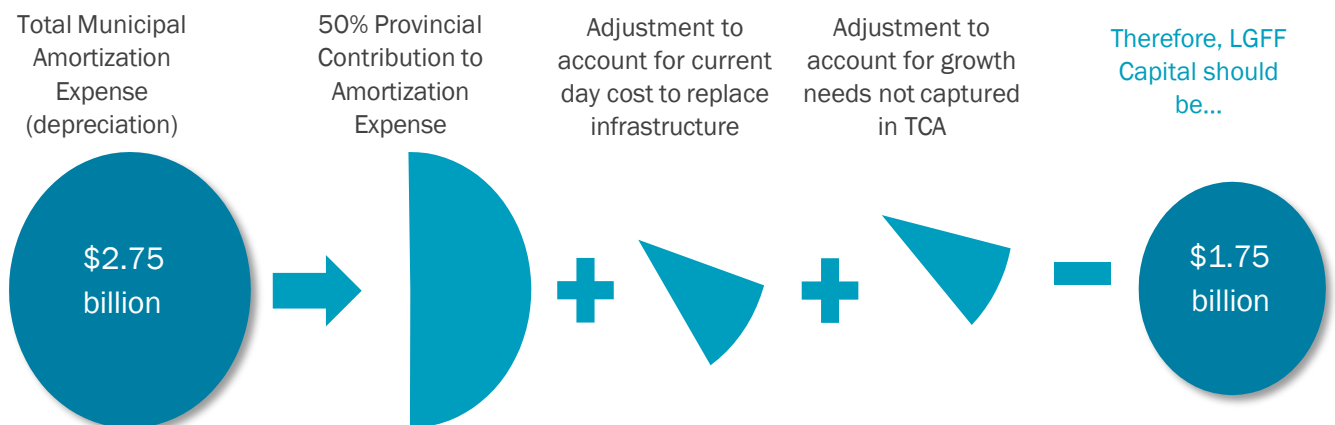 Total Municipal
Amortization
Expense
(depreciation)
50% Provincial
Contribution to
Amortization
Expense
Adjustment to
account for current
day cost to replace
infrastructure
Adjustment to
account for growth
needs not captured
in TCA
Therefore, LGFF
Capital should
be...
$2.75
billion
$1.75
billion